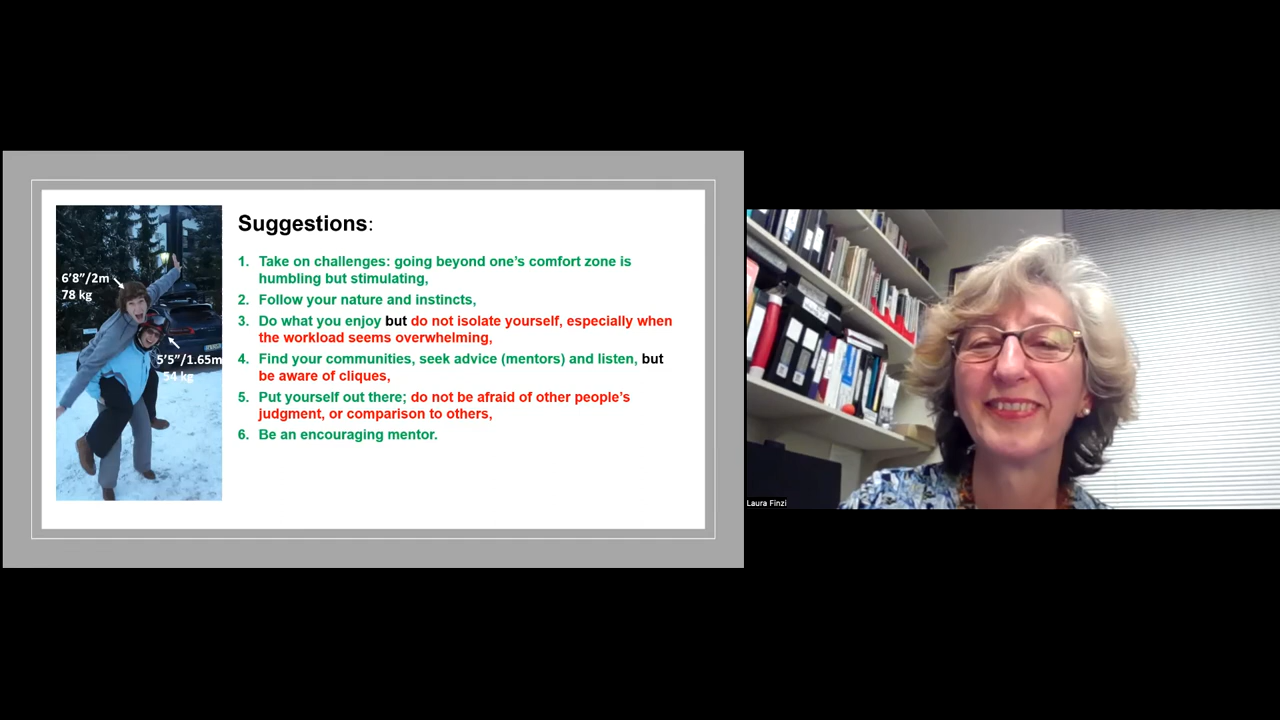 Suggestions:
6’8”/2m
78 kg
5’5”/1.65m
54 kg
1. Take on challenges: going beyond one’s comfort zone is
humbling but stimulating,
2. Follow your nature and instincts,
3. Do what you enjoy but do not isolate yourself, especially when
the workload seems overwhelming,
4. Find your communities, seek advice (mentors) and listen, but
be aware of cliques,
5. Put yourself out there; do not be afraid of other people’s
judgment, or comparison to others,
6. Be an encouraging mentor.
Laura Finzi